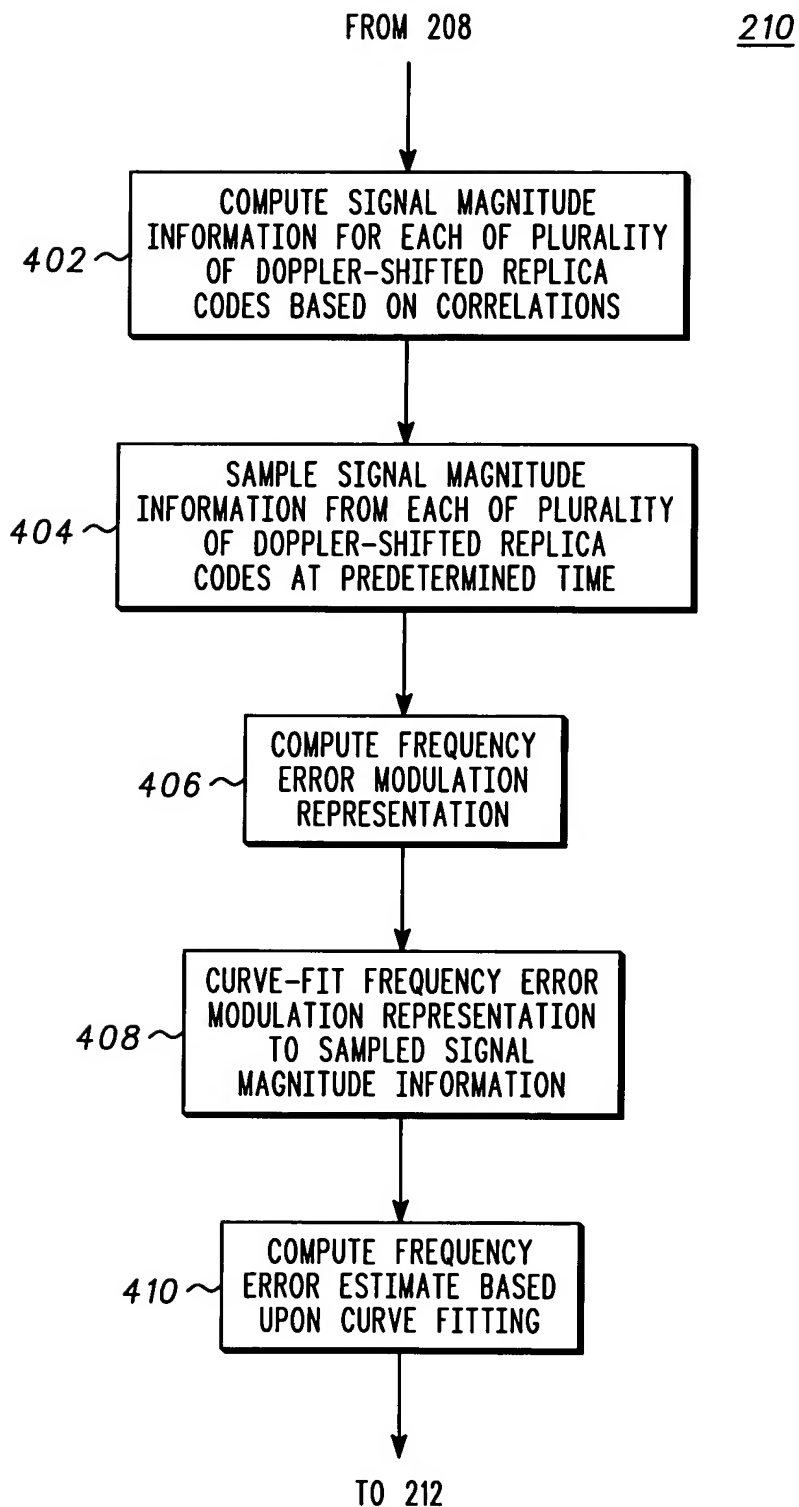 FROM 208
210
COMPUTE SIGNAL MAGNITUDE
INFORMATION FOR EACH OF PLURALITY
OF DOPPLER-SHIFTED REPLICA
CODES BASED ON CORRELATIONS
402
SAMPLE SIGNAL MAGNITUDE
INFORMATION FROM EACH OF PLURALITY
OF DOPPLER-SHIFTED REPLICA
CODES AT PREDETERMINED TIME
404
COMPUTE FREQUENCY
ERROR MODULATION
REPRESENTATION
406
CURVE-FIT FREQUENCY ERROR
MODULATION REPRESENTATION
TO SAMPLED SIGNAL
MAGNITUDE INFORMATION
408
COMPUTE FREQUENCY
ERROR ESTIMATE BASED
UPON CURVE FITTING
410
TO 212